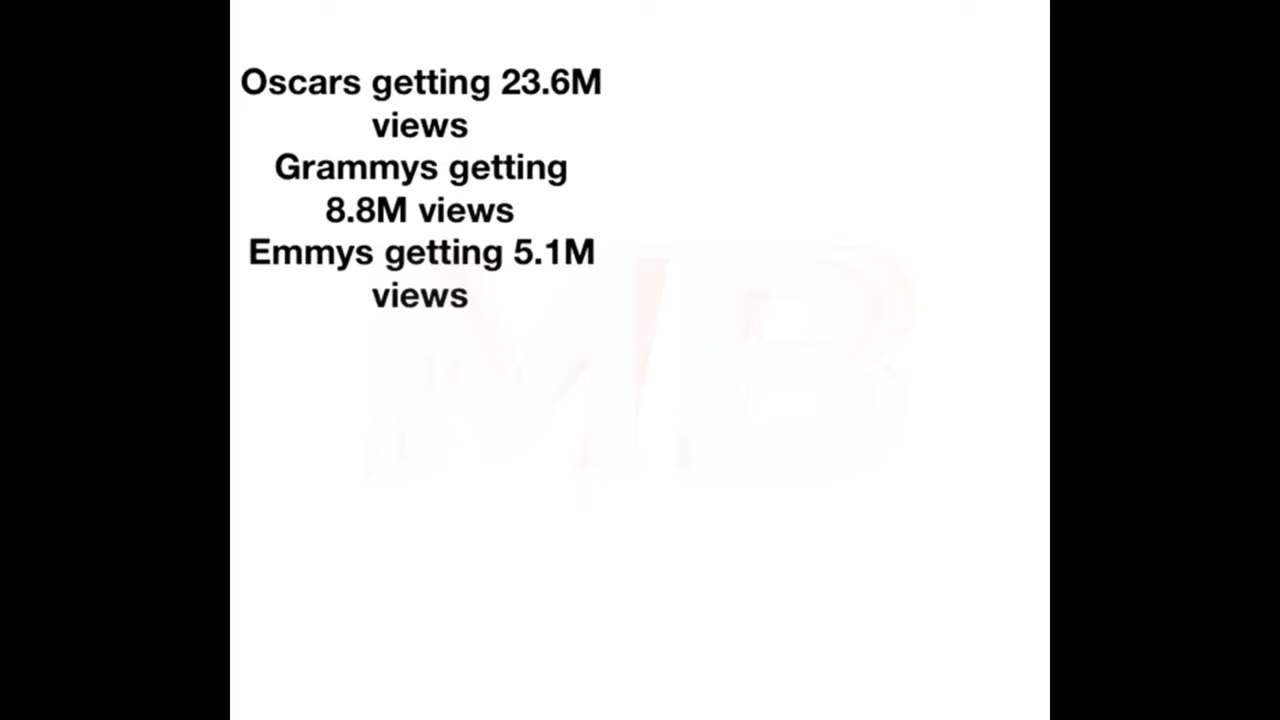 Oscars getting 23.6M
views
Grammys getting
8.8M views
Emmys getting 5.1M
views